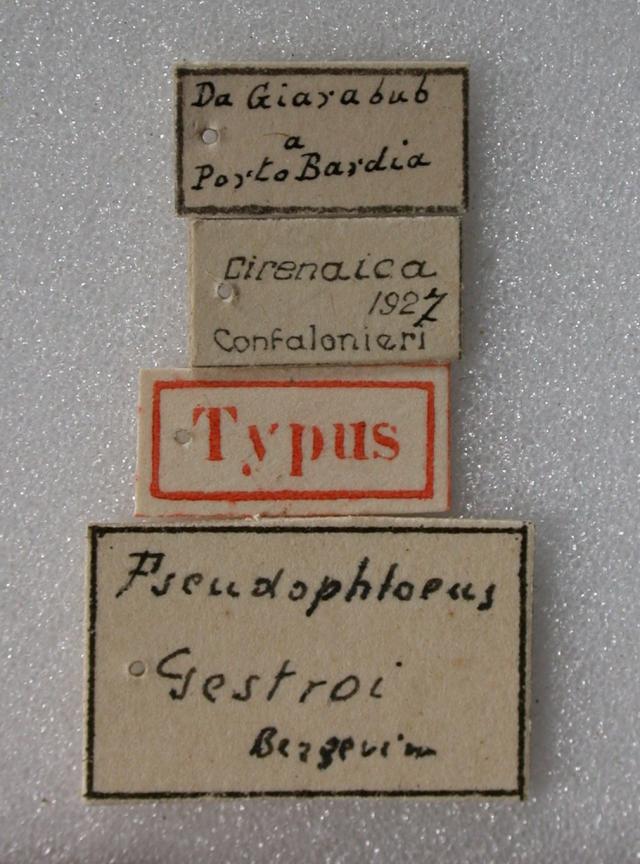 Da Giarabub
a
Porto Bardia
Cirenaica
1927
Confalonieri
Typus
Pseudophloeus
Gestroi
Bergevin